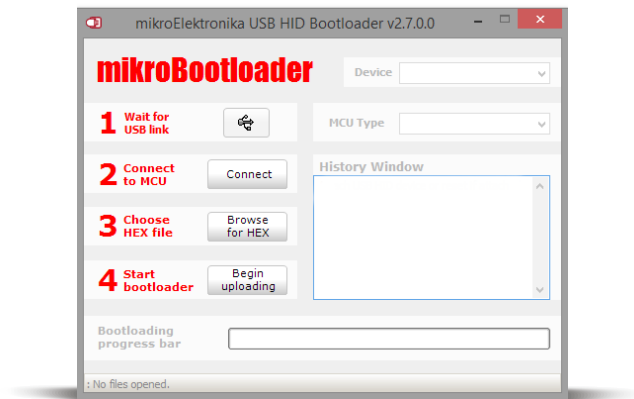 mikroElektronika USB HID Bootloader v2.7.0.0
mikroBootloader
Device
1 Wait for
USB link
MCU Type
2 Connect
to MCU
Connect
History Window
3 Choose
HEX file
Browse
for HEX
4 Start
bootloader
Begin
uploading
Bootloading
progress bar
: No files opened.